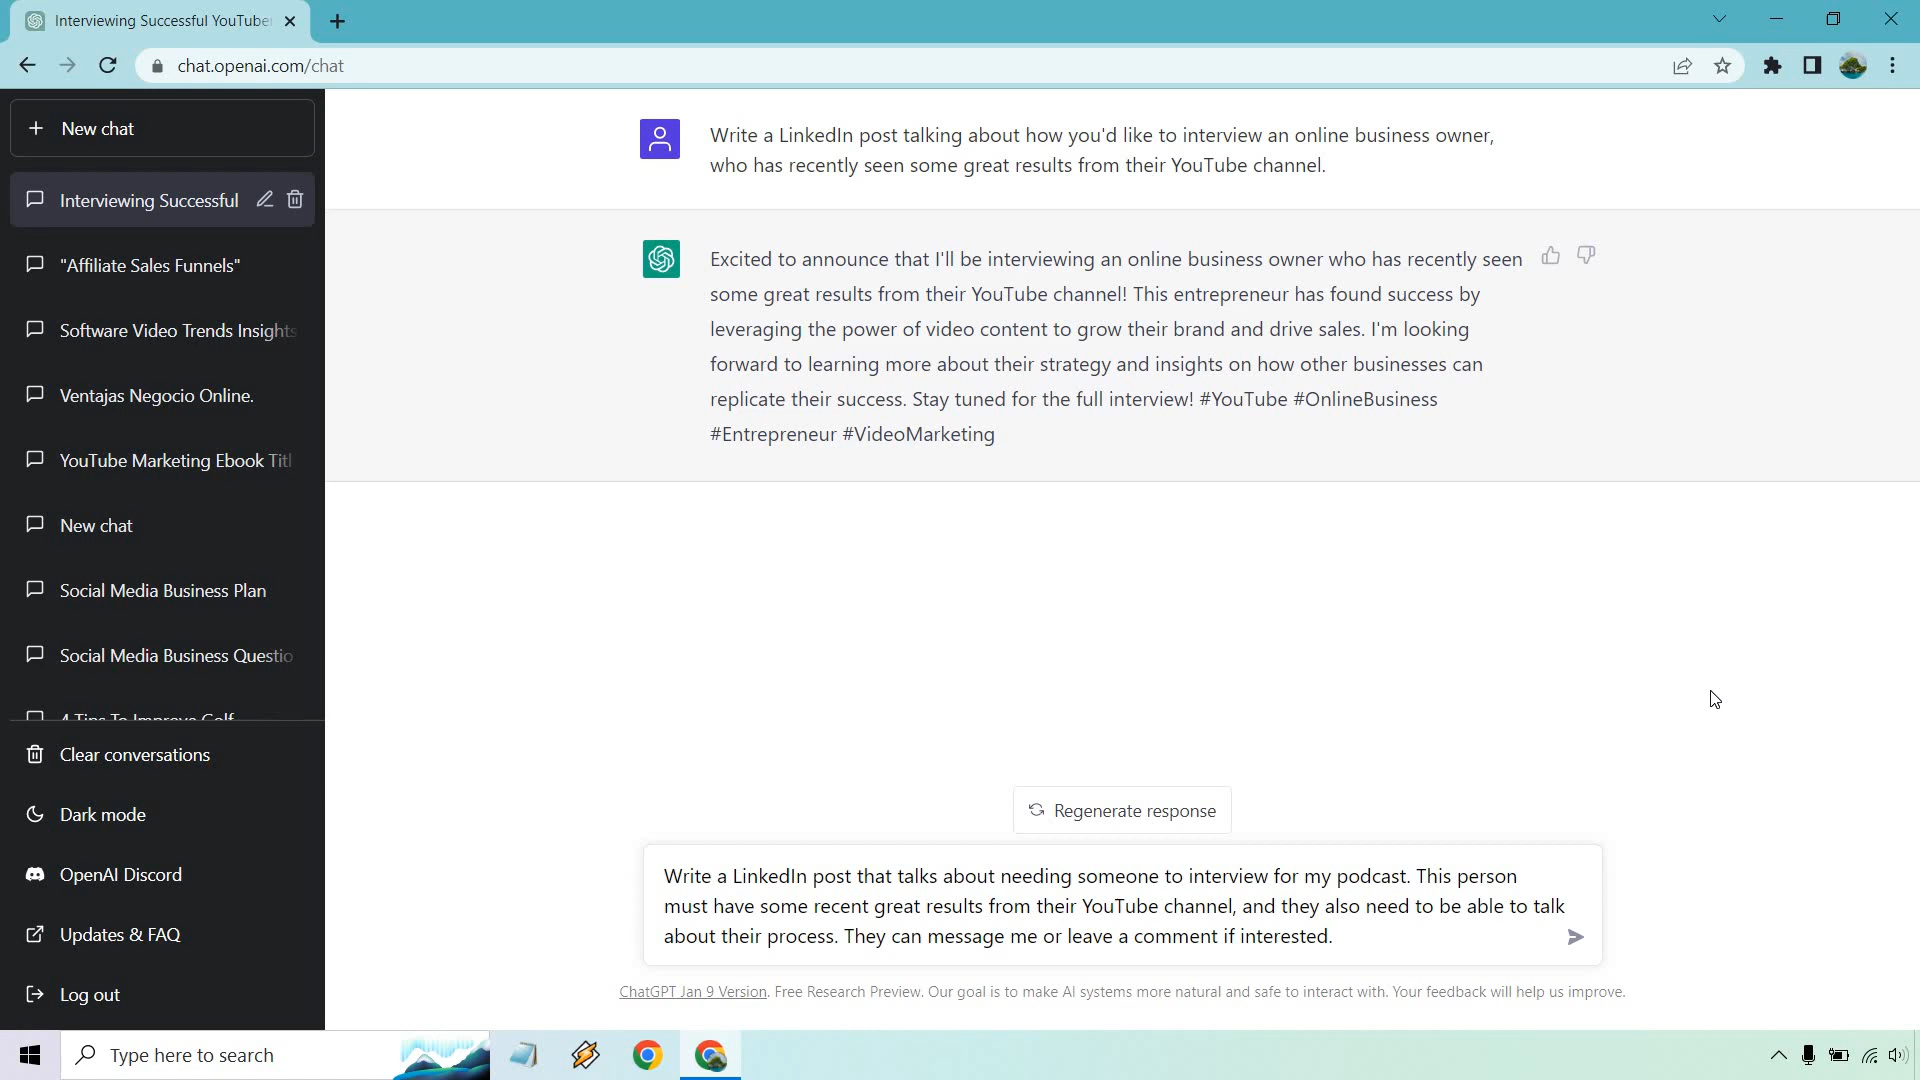 Interviewing Successful YouTube
chat.openai.com/chat
New chat
Interviewing Successful
"Affiliate Sales Funnels"
Software Video Trends Insights
Ventajas Negocio Online.
YouTube Marketing Ebook Titl
New chat
Social Media Business Plan
Social Media Business Questio
4 Tips To Improve Golf
Clear conversations
Dark mode
OpenAI Discord
Updates & FAQ
Log out
Write a LinkedIn post talking about how you'd like to interview an online business owner,
who has recently seen some great results from their YouTube channel.
Excited to announce that I'll be interviewing an online business owner who has recently seen
some great results from their YouTube channel! This entrepreneur has found success by
leveraging the power of video content to grow their brand and drive sales. I'm looking
forward to learning more about their strategy and insights on how other businesses can
replicate their success. Stay tuned for the full interview! #YouTube #OnlineBusiness
#Entrepreneur #VideoMarketing
Regenerate response
Write a LinkedIn post that talks about needing someone to interview for my podcast. This person
must have some recent great results from their YouTube channel, and they also need to be able to talk
about their process. They can message me or leave a comment if interested.
ChatGPT Jan 9 Version. Free Research Preview. Our goal is to make AI systems more natural and safe to interact with. Your feedback will help us improve.
Type here to search